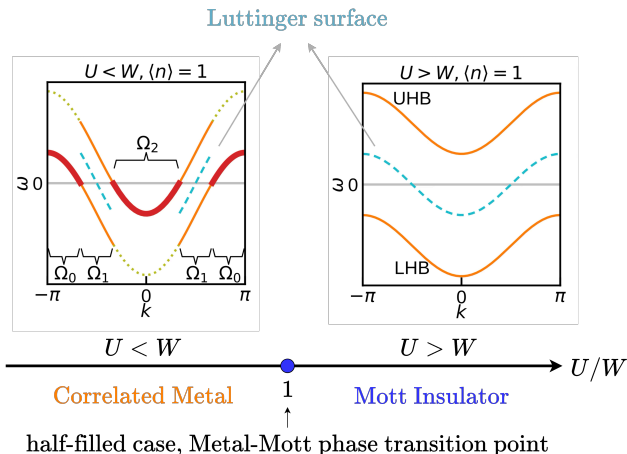 Luttinger surface
U < W, ⟨n⟩ = 1
Ω₂
ω 0
Ω₀ Ω₁ Ω₁ Ω₀
−π 0 π
k
U > W, ⟨n⟩ = 1
UHB
ω 0
LHB
−π 0 π
k
U < W U > W
U/W
Correlated Metal 1 Mott Insulator
half-filled case, Metal-Mott phase transition point